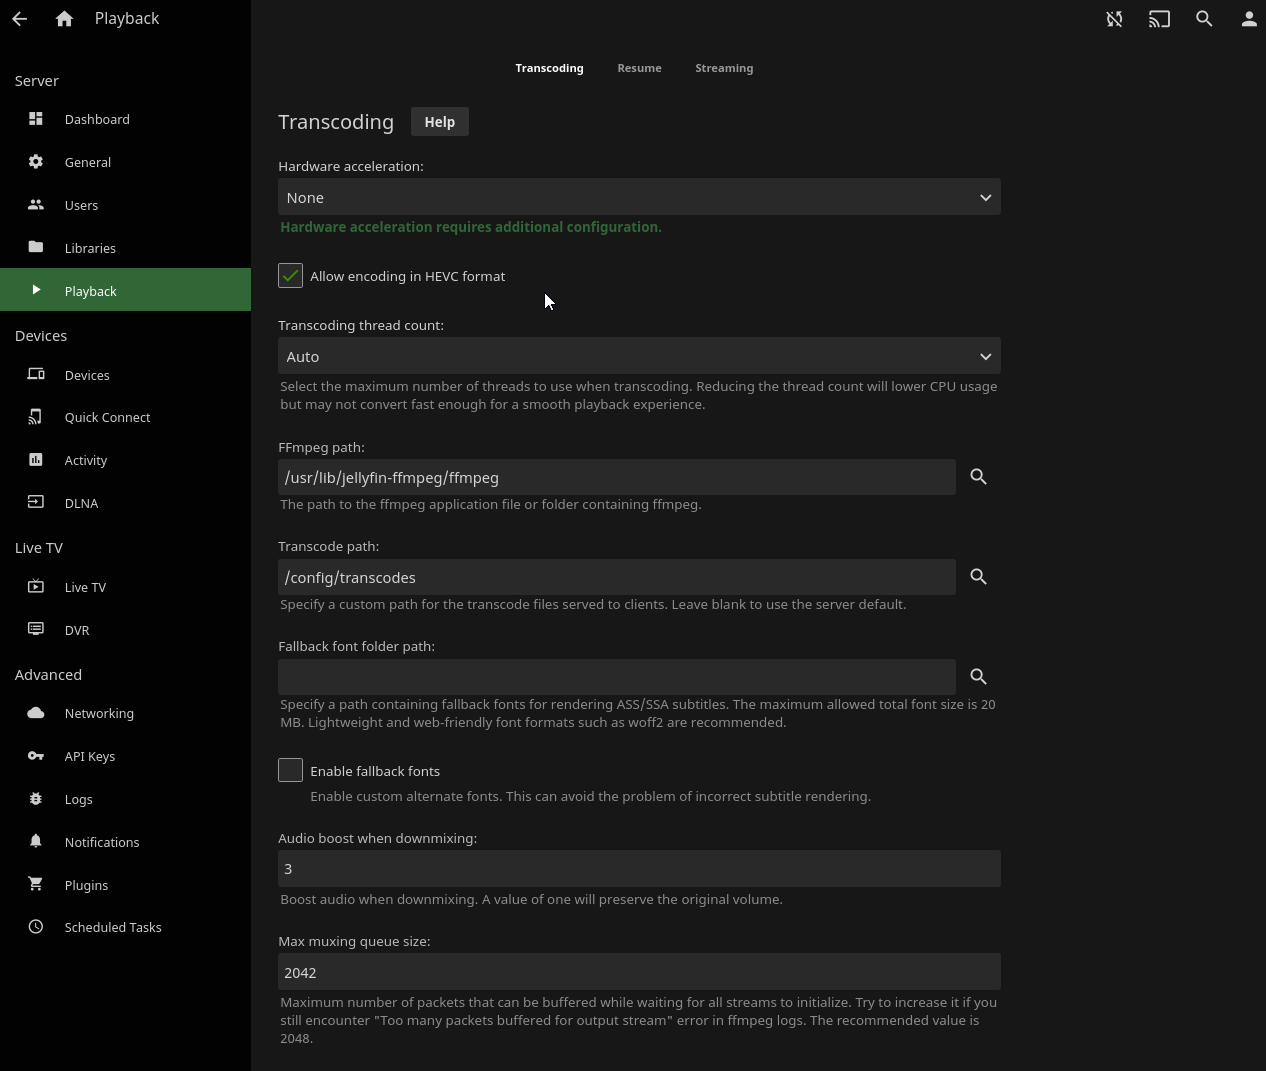 Playback
Server
Dashboard
General
Users
Libraries
Playback
Devices
Devices
Quick Connect
Activity
DLNA
Live TV
Live TV
DVR
Advanced
Networking
API Keys
Logs
Notifications
Plugins
Scheduled Tasks
Transcoding Resume Streaming
Transcoding Help
Hardware acceleration:
None
Hardware acceleration requires additional configuration.
Allow encoding in HEVC format
Transcoding thread count:
Auto
Select the maximum number of threads to use when transcoding. Reducing the thread count will lower CPU usage
but may not convert fast enough for a smooth playback experience.
FFmpeg path:
/usr/lib/jellyfin-ffmpeg/ffmpeg
The path to the ffmpeg application file or folder containing ffmpeg.
Transcode path:
/config/transcodes
Specify a custom path for the transcode files served to clients. Leave blank to use the server default.
Fallback font folder path:
Specify a path containing fallback fonts for rendering ASS/SSA subtitles. The maximum allowed total font size is 20
MB. Lightweight and web-friendly font formats such as woff2 are recommended.
Enable fallback fonts
Enable custom alternate fonts. This can avoid the problem of incorrect subtitle rendering.
Audio boost when downmixing:
3
Boost audio when downmixing. A value of one will preserve the original volume.
Max muxing queue size:
2042
Maximum number of packets that can be buffered while waiting for all streams to initialize. Try to increase it if you
still encounter "Too many packets buffered for output stream" error in ffmpeg logs. The recommended value is
2048.